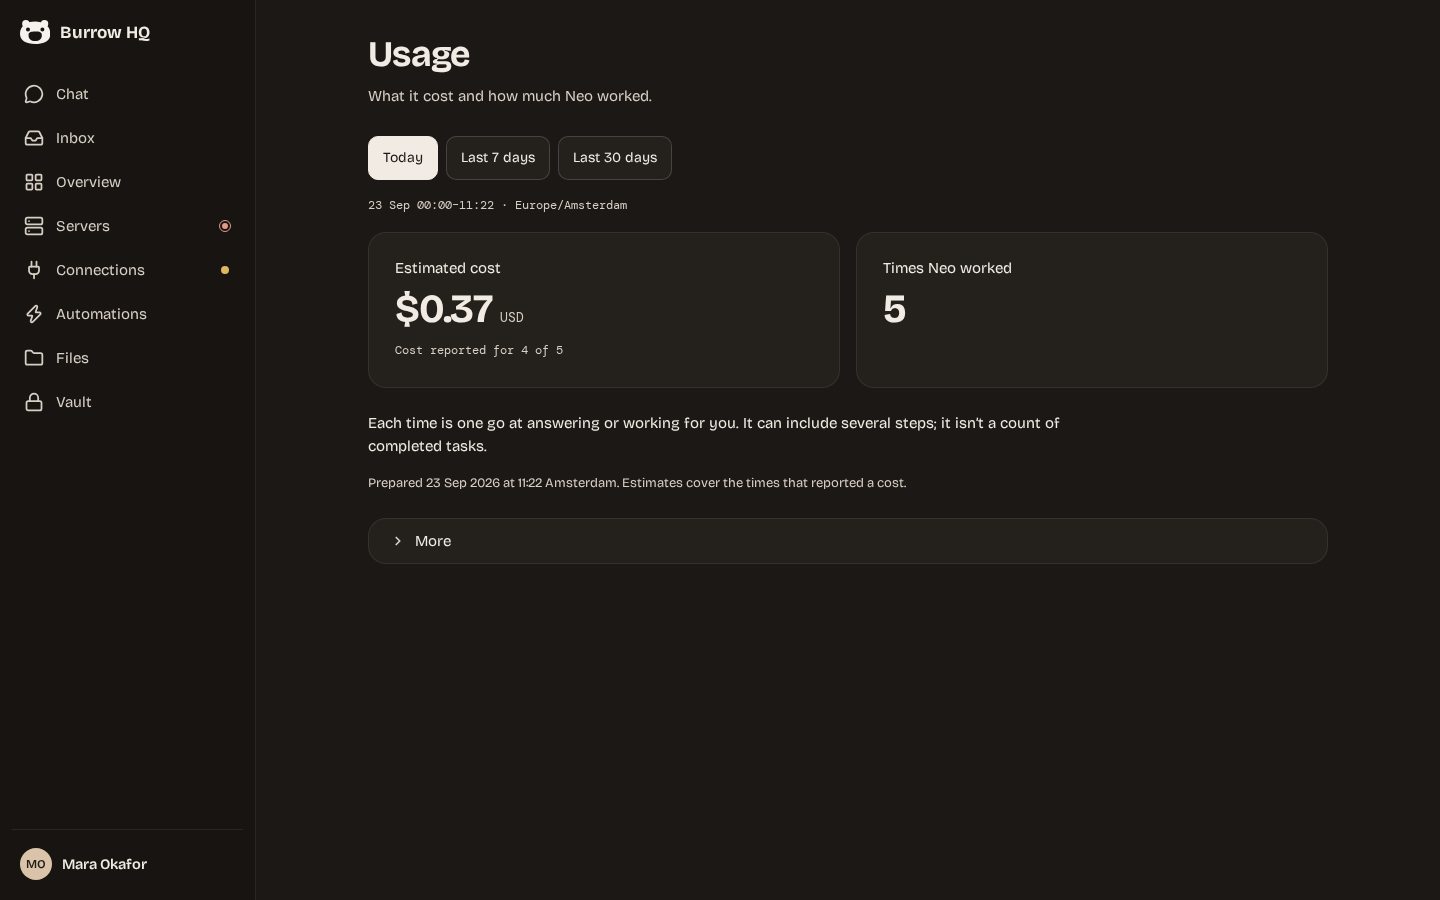 Burrow HQ
Chat
Inbox
Overview
Servers
Connections
Automations
Files
Vault
MO
Mara Okafor
Usage
What it cost and how much Neo worked.
Today
Last 7 days
Last 30 days
23 Sep 00:00–11:22 · Europe/Amsterdam
Estimated cost
$0.37 USD
Cost reported for 4 of 5
Times Neo worked
5
Each time is one go at answering or working for you. It can include several steps; it isn't a count of
completed tasks.
Prepared 23 Sep 2026 at 11:22 Amsterdam. Estimates cover the times that reported a cost.
More